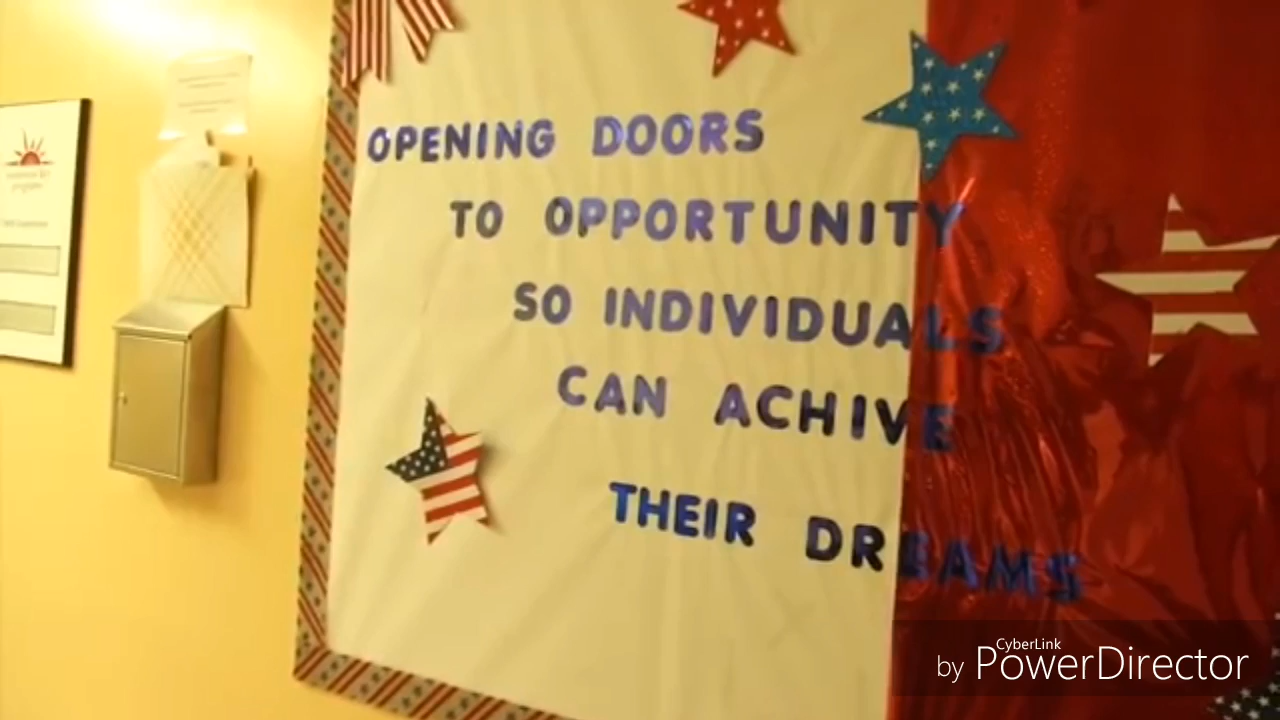 OPENING DOORS
TO OPPORTUNITY
SO INDIVIDUALS
CAN ACHIVE
THEIR DREAMS
CyberLink
by PowerDirector